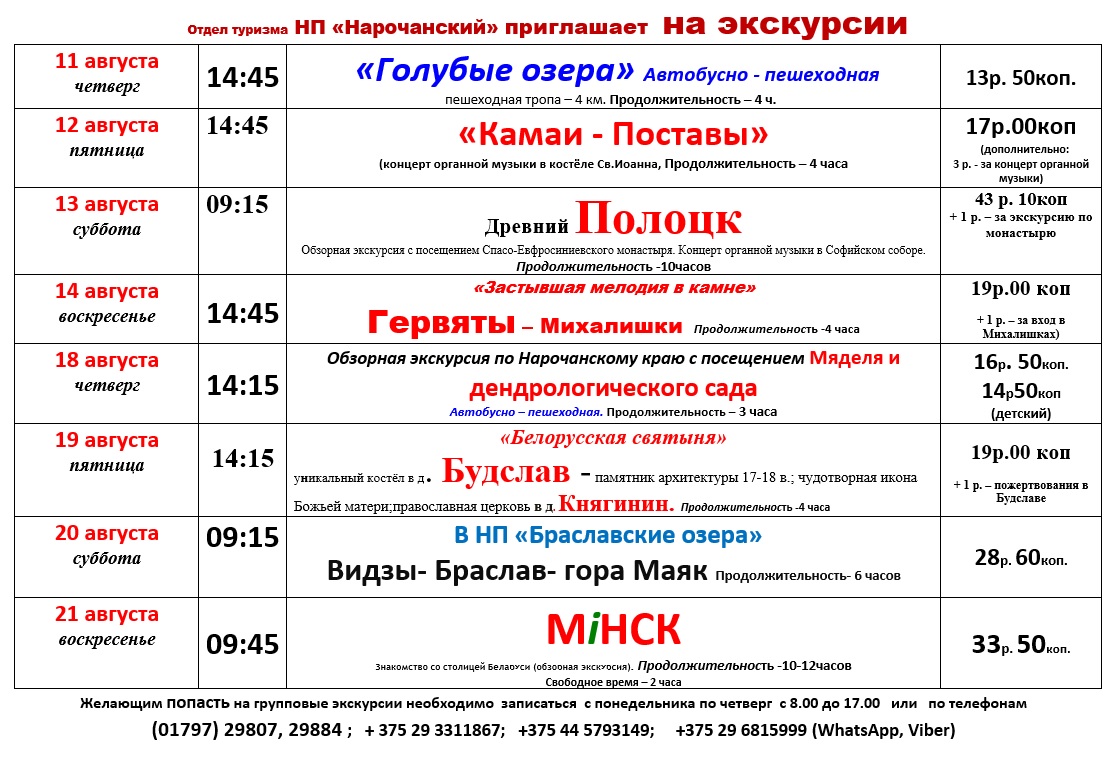 Отдел туризма НП «Нарочанский» приглашает на экскурсии
11 августа
четверг
14:45
«Голубые озера» Автобусно - пешеходная
пешеходная тропа – 4 км. Продолжительность – 4 ч.
13р. 50коп.
12 августа
пятница
14:45
«Камаи - Поставы»
(концерт органной музыки в костёле Св.Иоанна, Продолжительность – 4 часа
17р.00коп
(дополнительно:
3 р. - за концерт органной
музыки)
13 августа
суббота
09:15
Древний Полоцк
Обзорная экскурсия с посещением Спасо-Евфросиниевского монастыря. Концерт органной музыки в Софийском соборе.
Продолжительность -10часов
43 р. 10коп
+ 1 р. – за экскурсию по
монастырю
14 августа
воскресенье
14:45
«Застывшая мелодия в камне»
Гервяты – Михалишки Продолжительность -4 часа
19р.00 коп
+ 1 р. – за вход в
Михалишках)
18 августа
четверг
14:15
Обзорная экскурсия по Нарочанскому краю с посещением Мяделя и
дендрологического сада
Автобусно – пешеходная. Продолжительность – 3 часа
16р. 50коп.
14р50коп
(детский)
19 августа
пятница
14:15
«Белорусская святыня»
уникальный костёл в д. Будслав - памятник архитектуры 17-18 в.; чудотворная икона
Божьей матери;православная церковь в д. Княгинин. Продолжительность -4 часа
19р.00 коп
+ 1 р. – пожертвования в
Будславе
20 августа
суббота
09:15
В НП «Браславские озера»
Видзы- Браслав- гора Маяк Продолжительность- 6 часов
28р. 60коп.
21 августа
воскресенье
09:45
МiНСК
Знакомство со столицей Беларуси (обзорная экскурсия). Продолжительность -10-12часов
Свободное время – 2 часа
33р. 50коп.
Желающим попасть на групповые экскурсии необходимо записаться с понедельника по четверг с 8.00 до 17.00 или по телефонам
(01797) 29807, 29884 ; + 375 29 3311867; +375 44 5793149; +375 29 6815999 (WhatsApp, Viber)